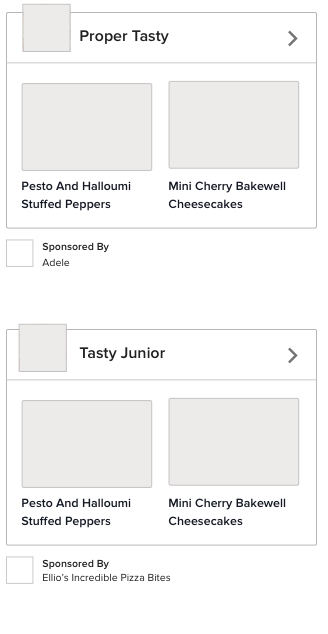 Proper Tasty
Pesto And Halloumi
Stuffed Peppers
Mini Cherry Bakewell
Cheesecakes
Sponsored By
Adele
Tasty Junior
Pesto And Halloumi
Stuffed Peppers
Mini Cherry Bakewell
Cheesecakes
Sponsored By
Ellio's Incredible Pizza Bites